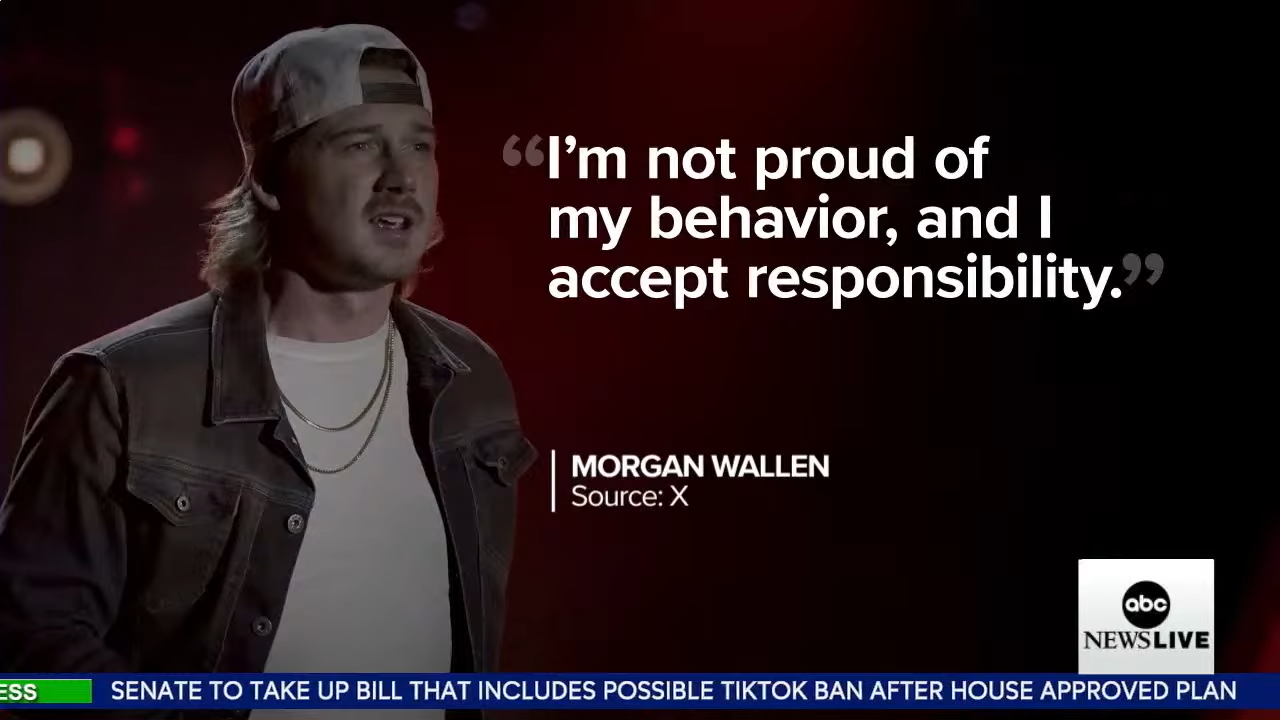 “I’m not proud of
my behavior, and I
accept responsibility.”
MORGAN WALLEN
Source: X
abc
NEWSLIVE
ESS SENATE TO TAKE UP BILL THAT INCLUDES POSSIBLE TIKTOK BAN AFTER HOUSE APPROVED PLAN